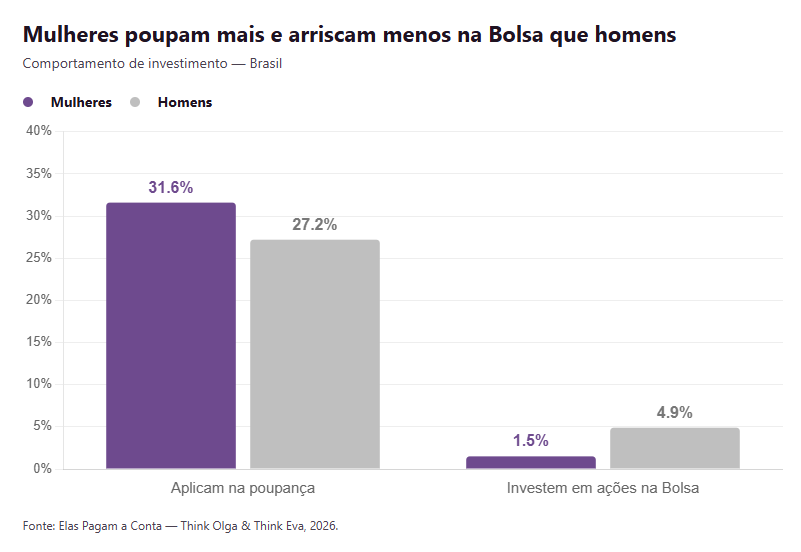 Mulheres poupam mais e arriscam menos na Bolsa que homens
Comportamento de investimento — Brasil
Mulheres Homens
40%
35%
31.6%
30%
27.2%
25%
20%
15%
10%
5%
4.9%
1.5%
0%
Aplicam na poupança Investem em ações na Bolsa
Fonte: Elas Pagam a Conta — Think Olga & Think Eva, 2026.